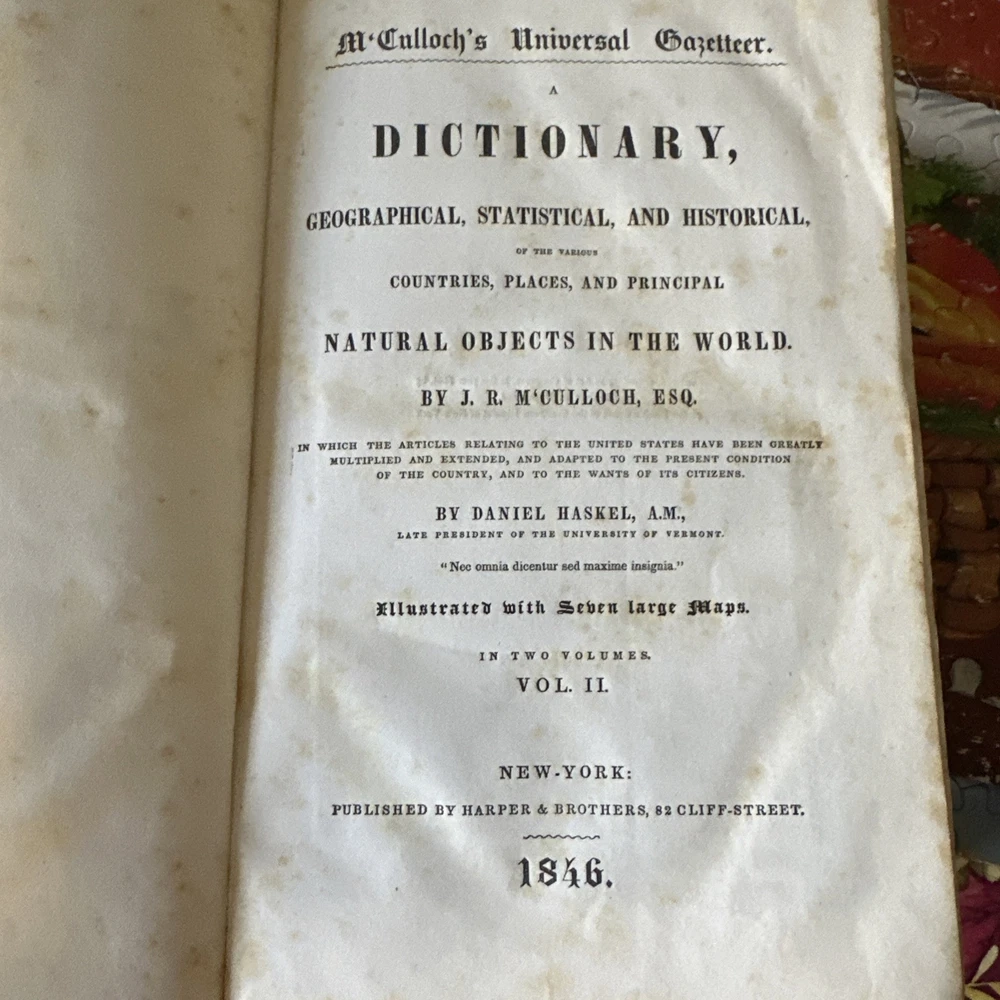 M‘Culloch's Universal Gazetteer.
A
DICTIONARY,
GEOGRAPHICAL, STATISTICAL, AND HISTORICAL,
OF THE VARIOUS
COUNTRIES, PLACES, AND PRINCIPAL
NATURAL OBJECTS IN THE WORLD.
BY J. R. M‘CULLOCH, ESQ.
IN WHICH THE ARTICLES RELATING TO THE UNITED STATES HAVE BEEN GREATLY
MULTIPLIED AND EXTENDED, AND ADAPTED TO THE PRESENT CONDITION
OF THE COUNTRY, AND TO THE WANTS OF ITS CITIZENS.
BY DANIEL HASKEL, A.M.,
LATE PRESIDENT OF THE UNIVERSITY OF VERMONT.
“Nec omnia dicentur sed maxime insignia.”
Illustrated with Seven large Maps.
IN TWO VOLUMES.
VOL. II.
NEW-YORK:
PUBLISHED BY HARPER & BROTHERS, 82 CLIFF-STREET.
1846.